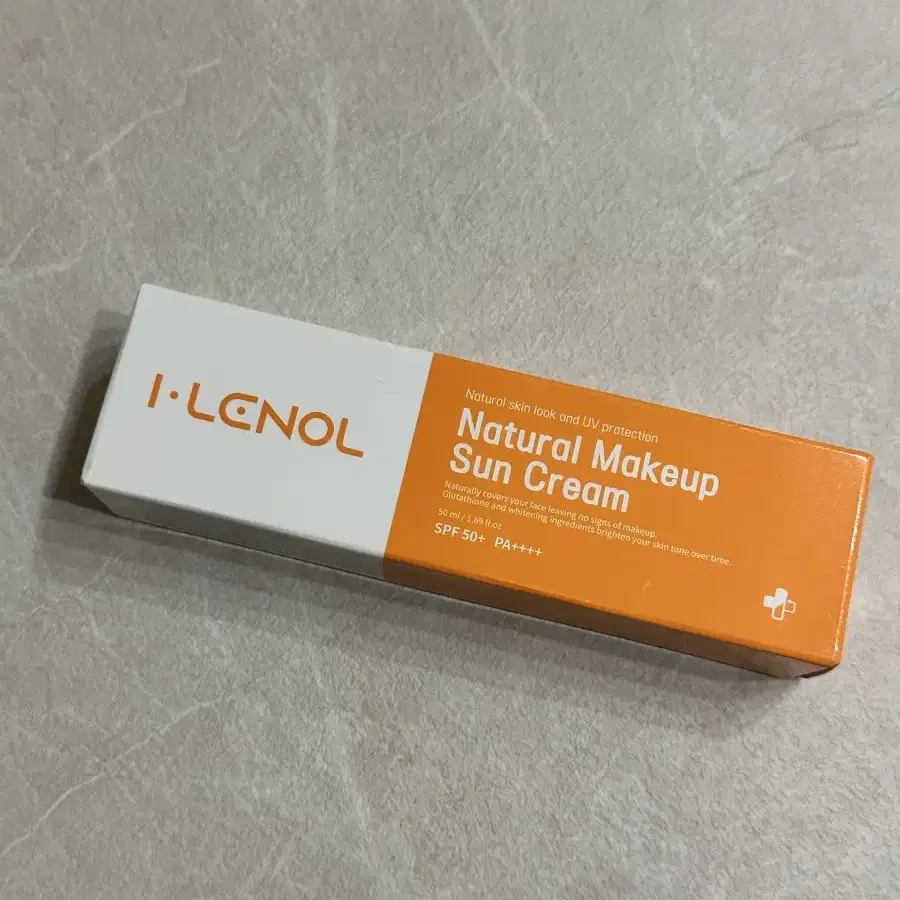 I·LENOL
Natural skin look and UV protection
Natural Makeup
Sun Cream
Naturally covers your face leaving no signs of makeup.
Glutathione and whitening ingredients brighten your skin tone over time.
50 ml / 1.69 fl.oz
SPF 50+ PA++++